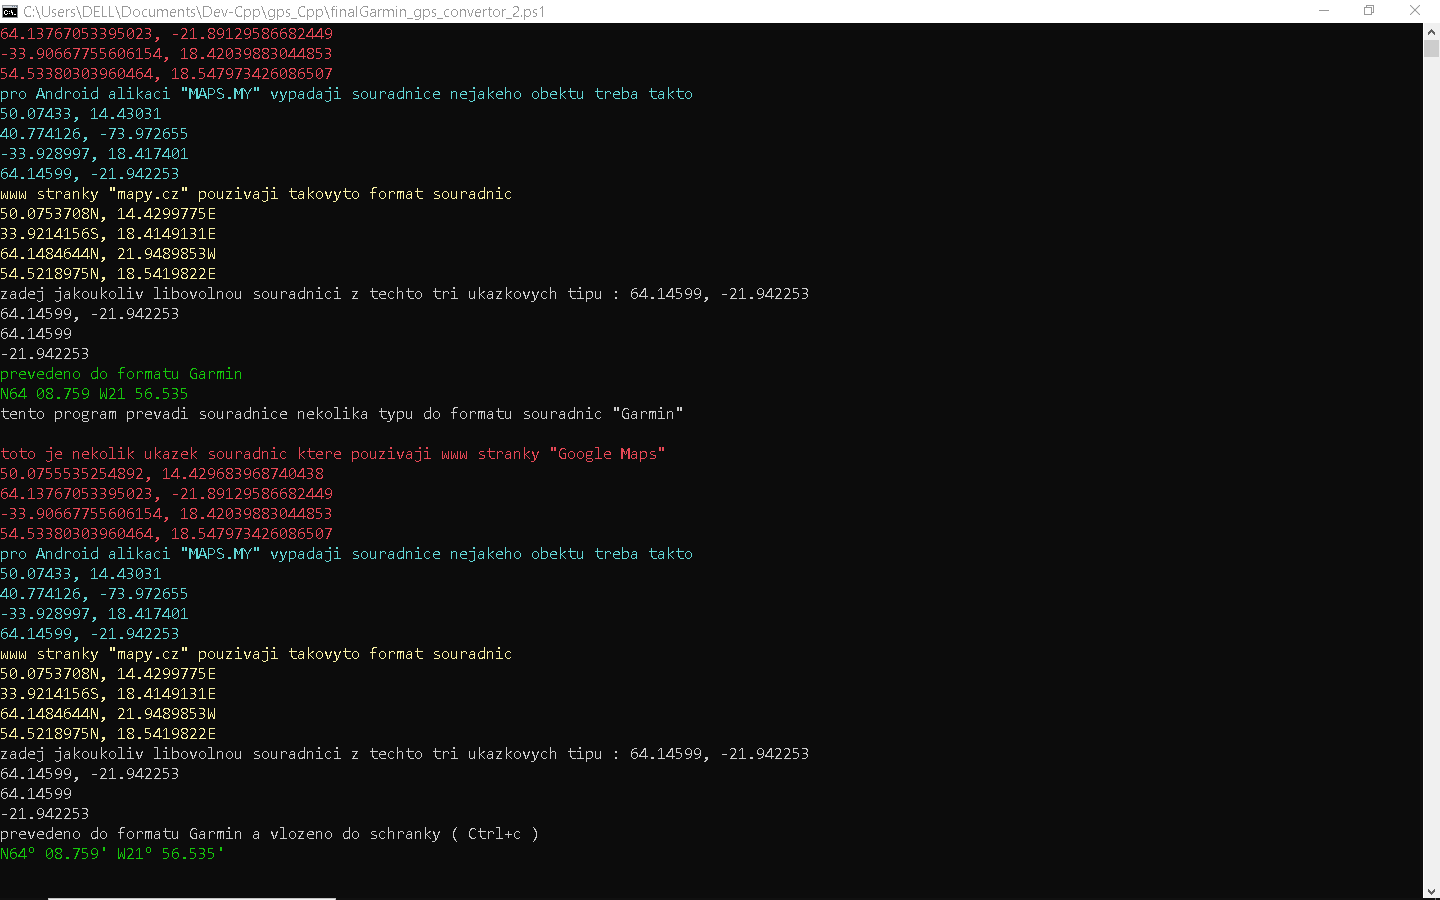 C:\Users\DELL\Documents\Dev-Cpp\gps_Cpp\finalGarmin_gps_convertor_2.ps1
64.13767053395023, -21.89129586682449
-33.90667755606154, 18.42039883044853
54.53380303960464, 18.547973426086507
pro Android alikaci "MAPS.MY" vypadaji souradnice nejakeho obektu treba takto
50.07433, 14.43031
40.774126, -73.972655
-33.928997, 18.417401
64.14599, -21.942253
www stranky "mapy.cz" pouzivaji takovyto format souradnic
50.0753708N, 14.4299775E
33.9214156S, 18.4149131E
64.1484644N, 21.9489853W
54.5218975N, 18.5419822E
zadej jakoukoliv libovolnou souradnici z techto tri ukazkovych tipu : 64.14599, -21.942253
64.14599, -21.942253
64.14599
-21.942253
prevedeno do formatu Garmin
N64 08.759 W21 56.535
tento program prevadi souradnice nekolika typu do formatu souradnic "Garmin"
toto je nekolik ukazek souradnic ktere pouzivaji www stranky "Google Maps"
50.0755535254892, 14.429683968740438
64.13767053395023, -21.89129586682449
-33.90667755606154, 18.42039883044853
54.53380303960464, 18.547973426086507
pro Android alikaci "MAPS.MY" vypadaji souradnice nejakeho obektu treba takto
50.07433, 14.43031
40.774126, -73.972655
-33.928997, 18.417401
64.14599, -21.942253
www stranky "mapy.cz" pouzivaji takovyto format souradnic
50.0753708N, 14.4299775E
33.9214156S, 18.4149131E
64.1484644N, 21.9489853W
54.5218975N, 18.5419822E
zadej jakoukoliv libovolnou souradnici z techto tri ukazkovych tipu : 64.14599, -21.942253
64.14599, -21.942253
64.14599
-21.942253
prevedeno do formatu Garmin a vlozeno do schranky ( Ctrl+c )
N64° 08.759' W21° 56.535'